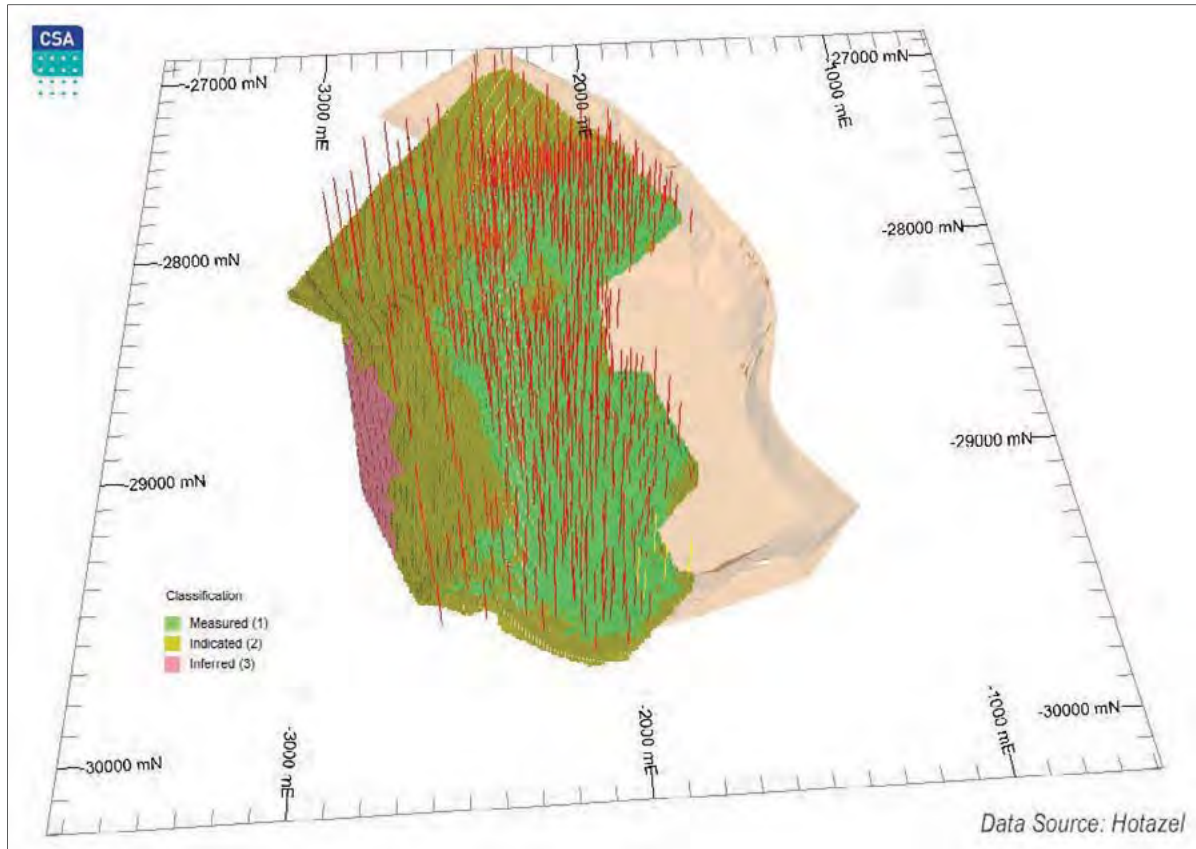 CSA
-27000 mN
-3000 mE
-2000 mE
-1000 mE
-27000 mN
-28000 mN
-28000 mN
-29000 mN
-29000 mN
Classification
Measured (1)
Indicated (2)
Inferred (3)
-30000 mN
-3000 mE
-2000 mE
-1000 mE
-30000 mN
Data Source: Hotazel